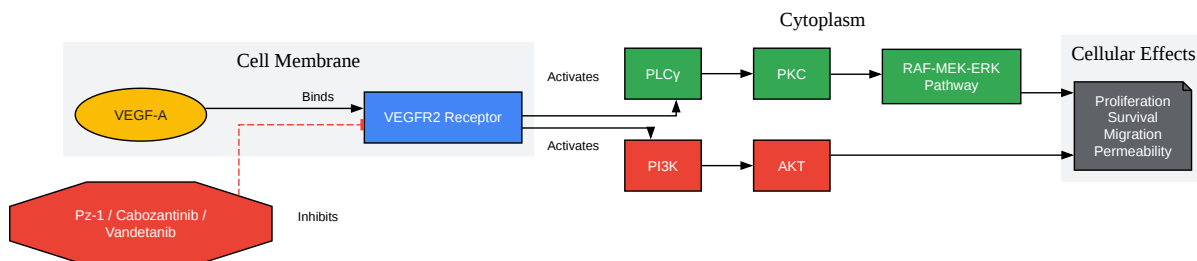 Cytoplasm
Cell Membrane
Cellular Effects
VEGF-A
Binds
VEGFR2 Receptor
Activates
PLCγ
PKC
RAF-MEK-ERK
Pathway
Activates
PI3K
AKT
Proliferation
Survival
Migration
Permeability
Pz-1 / Cabozantinib /
Vandetanib
Inhibits